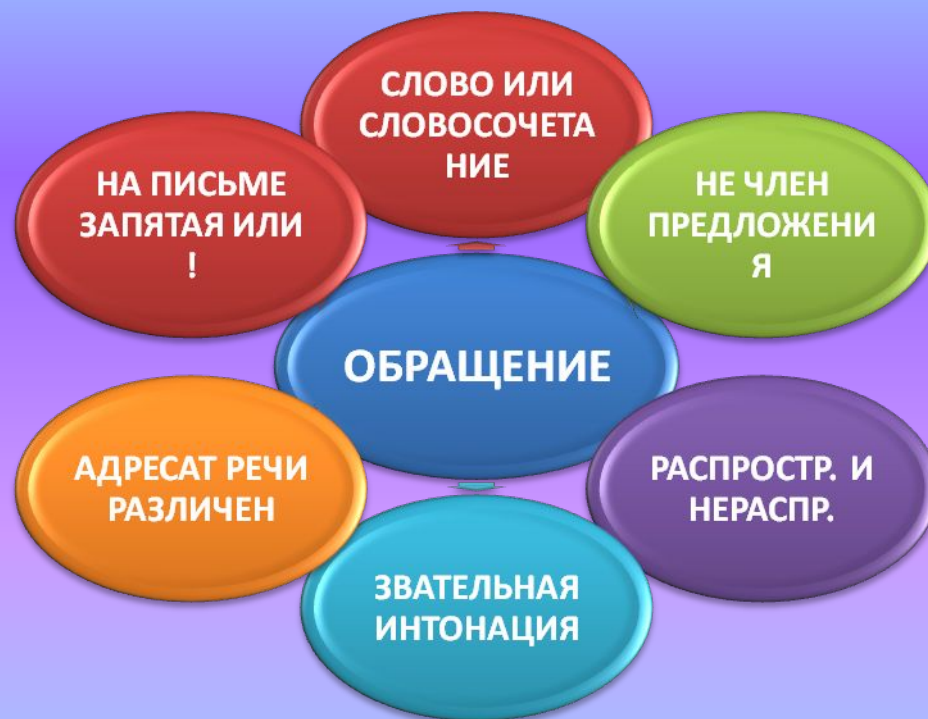 СЛОВО ИЛИ
СЛОВОСОЧЕТА
НИЕ
НА ПИСЬМЕ
ЗАПЯТАЯ ИЛИ
!
НЕ ЧЛЕН
ПРЕДЛОЖЕНИ
Я
ОБРАЩЕНИЕ
АДРЕСАТ РЕЧИ
РАЗЛИЧЕН
РАСПРОСТР. И
НЕРАСПР.
ЗВАТЕЛЬНАЯ
ИНТОНАЦИЯ